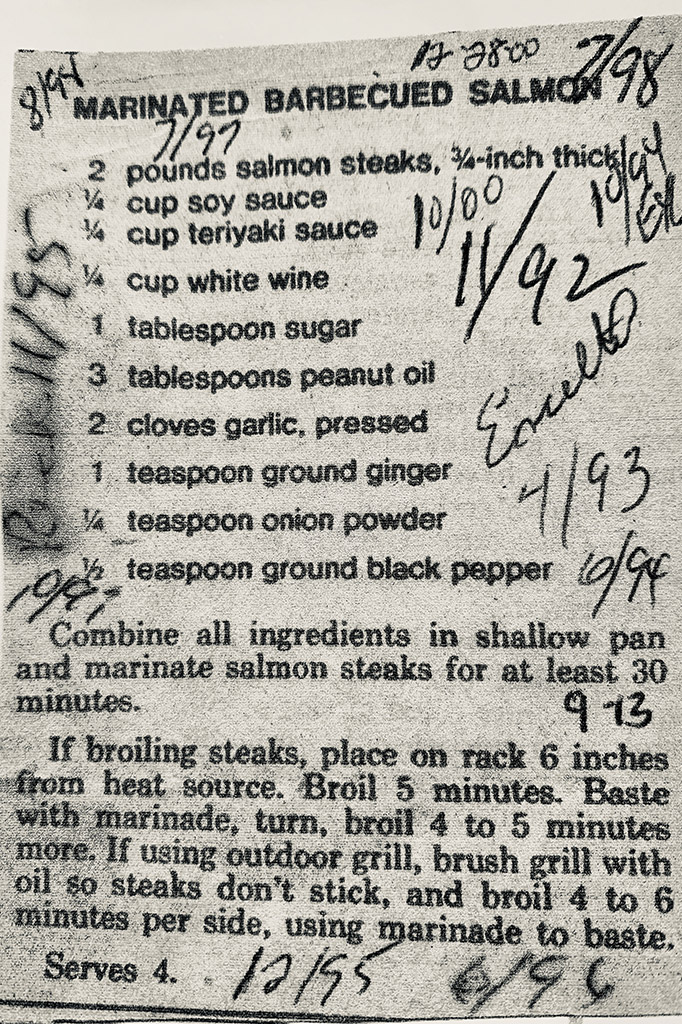 12-28-00
8/94
7/98
MARINATED BARBECUED SALMON
7/97
2 pounds salmon steaks, ¾-inch thick
10/94
¼ cup soy sauce
10/00
¼ cup teriyaki sauce
11/92
¼ cup white wine
11/95
1 tablespoon sugar
3 tablespoons peanut oil
2 cloves garlic, pressed
1 teaspoon ground ginger
4/93
¼ teaspoon onion powder
½ teaspoon ground black pepper
6/94
10/97
Combine all ingredients in shallow pan
and marinate salmon steaks for at least 30
minutes.
9-13
If broiling steaks, place on rack 6 inches
from heat source. Broil 5 minutes. Baste
with marinade, turn, broil 4 to 5 minutes
more. If using outdoor grill, brush grill with
oil so steaks don't stick, and broil 4 to 6
minutes per side, using marinade to baste.
Serves 4.
12/95
6/96